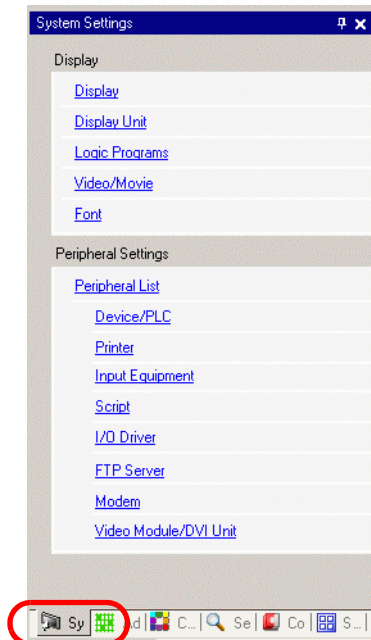 System Settings
Display
Display
Display Unit
Logic Programs
Video/Movie
Font
Peripheral Settings
Peripheral List
Device/PLC
Printer
Input Equipment
Script
I/O Driver
FTP Server
Modem
Video Module/DVI Unit
Sy Ad C... Se Co S...